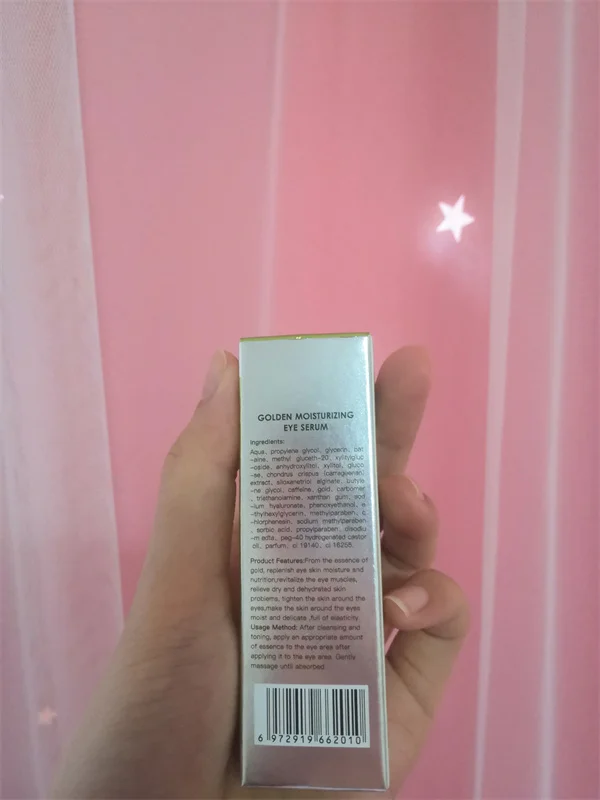 GOLDEN MOISTURIZING
EYE SERUM
Ingredients:
Aqua, propylene glycol, glycerin, bet
-aine, methyl gluceth-20, xylitylgluc
-oside, anhydroxylitol, xylitol, gluco
-se, chondrus crispus (carrageenan)
extract, siloxanetriol alginate, butyle
-ne glycol, caffeine, gold, carbomer
, triethanolamine, xanthan gum, sod
-ium hyaluronate, phenoxyethanol, e
-thylhexylglycerin, methylparaben, c
-hlorphenesin, sodium methylparaben
, sorbic acid, propylparaben, disodiu
-m edta, peg-40 hydrogenated castor
oil, parfum, ci 19140, ci 16255.
Product Features:From the essence of
gold, replenish eye skin moisture and
nutrition,revitalize the eye muscles,
relieve dry and dehydrated skin
problems, tighten the skin around the
eyes,make the skin around the eyes
moist and delicate ,full of elasticity
Usage Method: After cleansing and
toning, apply an appropriate amount
of essence to the eye area after
applying it to the eye area. Gently
massage until absorbed
6 972919 662010